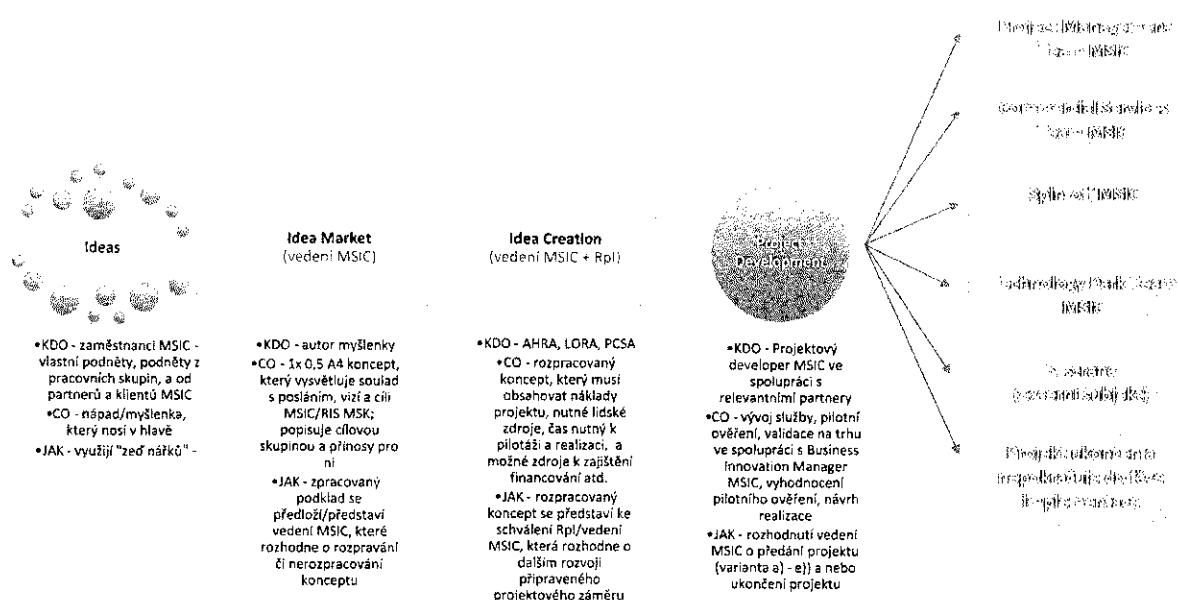 Ideas
•KDO - zaměstnanci MSIC -
vlastní podněty, podněty z
pracovních skupin, a od
partnerů a klientů MSIC
•CO - nápad/myšlenka,
který nosí v hlavě
•JAK - využijí "zeď nářků" -
Idea Market
(vedení MSIC)
•KDO - autor myšlenky
•CO - 1x 0,5 A4 koncept,
který vysvětluje soulad
s posláním, vizí a cíli
MSIC/RIS MSK;
popisuje cílovou
skupinou a přínosy pro
ni
•JAK - zpracovaný
podklad se
předloží/představí
vedení MSIC, které
rozhodne o rozpravání
či nerozpracování
konceptu
Idea Creation
(vedení MSIC + RpI)
•KDO - AHRA, LORA, PCSA
•CO - rozpracovaný
koncept, který musí
obsahovat náklady
projektu, nutné lidské
zdroje, čas nutný k
pilotáži a realizaci, a
možné zdroje k zajištění
financování atd.
•JAK - rozpracovaný
koncept se představí ke
schválení RpI/vedení
MSIC, která rozhodne o
dalším rozvoji
připraveného
projektového záměru
Project
Development
•KDO - Projektový
developer MSIC ve
spolupráci s
relevantními partnery
•CO - vývoj služby, pilotní
ověření, validace na trhu
ve spolupráci s Business
Innovation Manager
MSIC, vyhodnocení
pilotního ověření, návrh
realizace
•JAK - rozhodnutí vedení
MSIC o předání projektu
(varianta a) - e)) a nebo
ukončení projektu
MSIC
MSIC
MSIC
MSIC